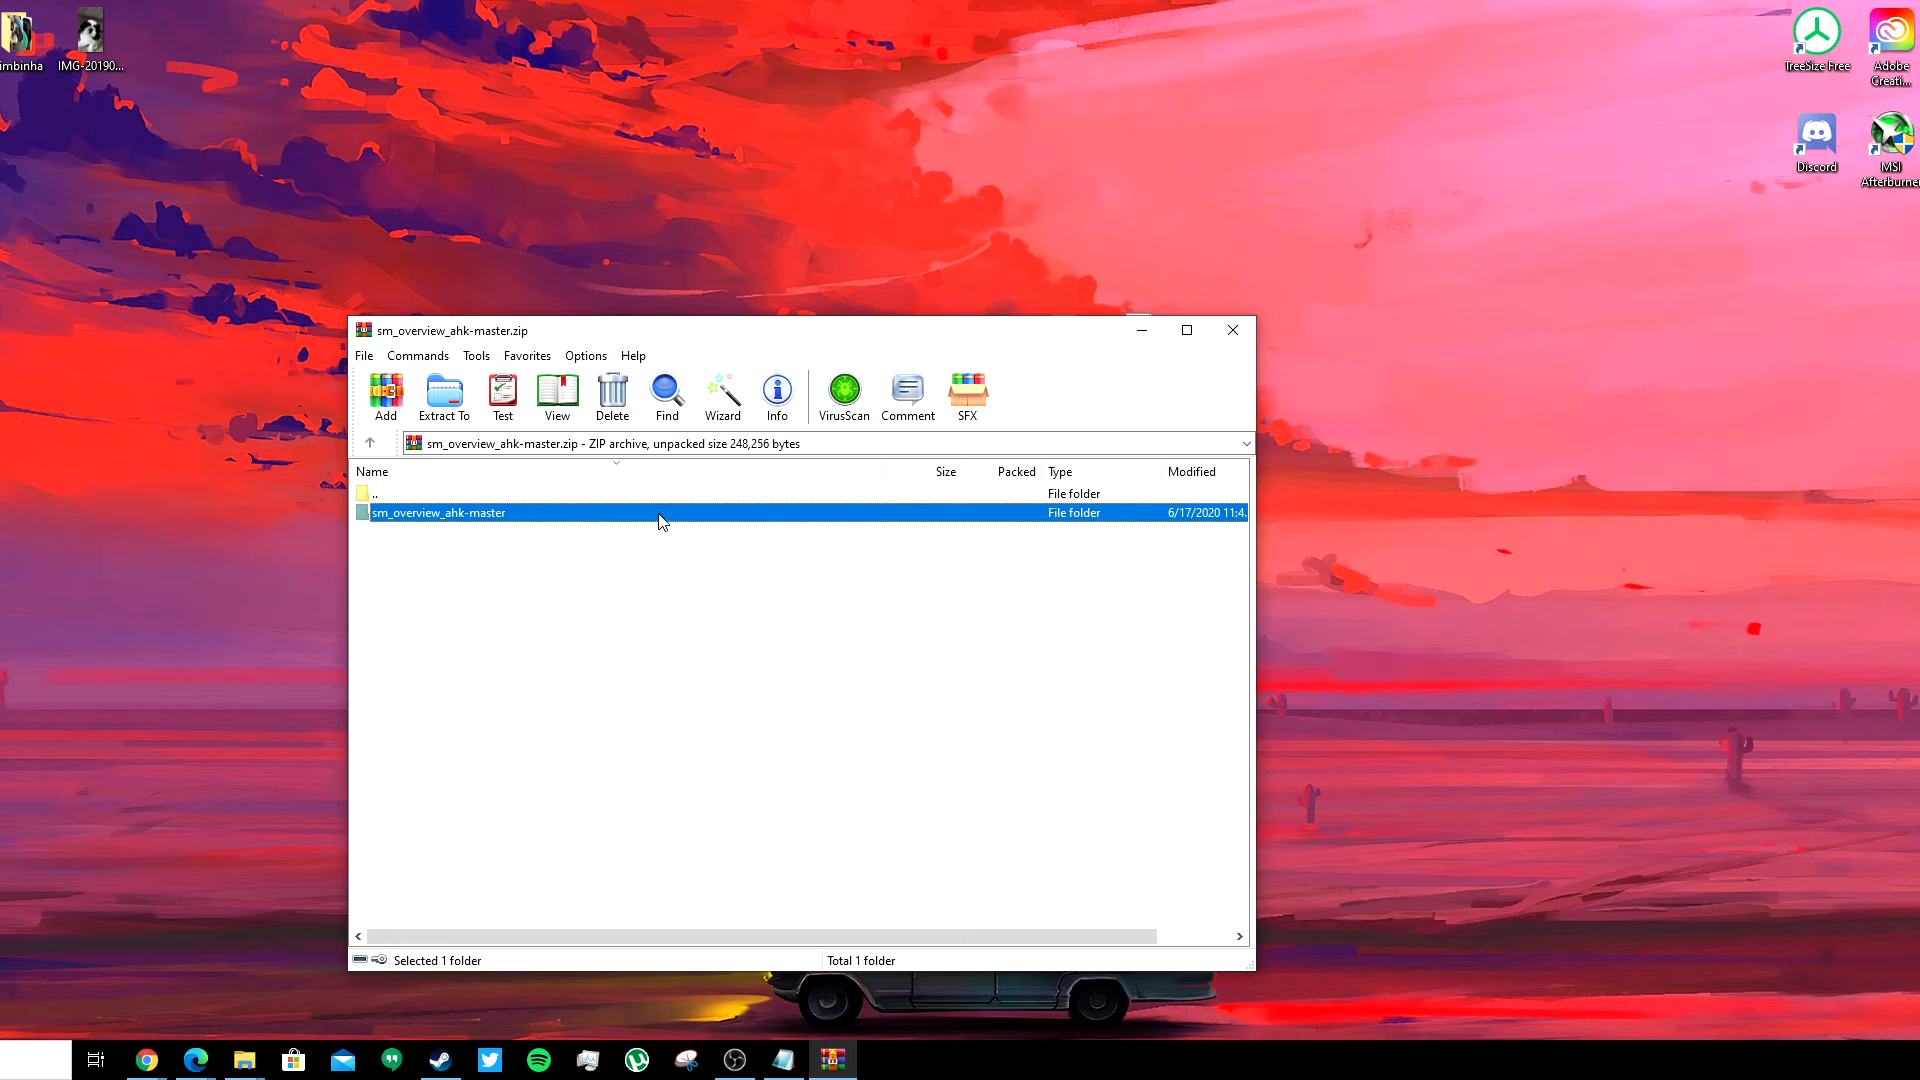 imbinha
IMG-20190...
TreeSize Free
Adobe
Creati...
Discord
MSI
Afterburner
sm_overview_ahk-master.zip
File Commands Tools Favorites Options Help
Add Extract To Test View Delete Find Wizard Info VirusScan Comment SFX
sm_overview_ahk-master.zip - ZIP archive, unpacked size 248,256 bytes
Name Size Packed Type Modified
.. File folder
sm_overview_ahk-master File folder 6/17/2020 11:4.
Selected 1 folder Total 1 folder